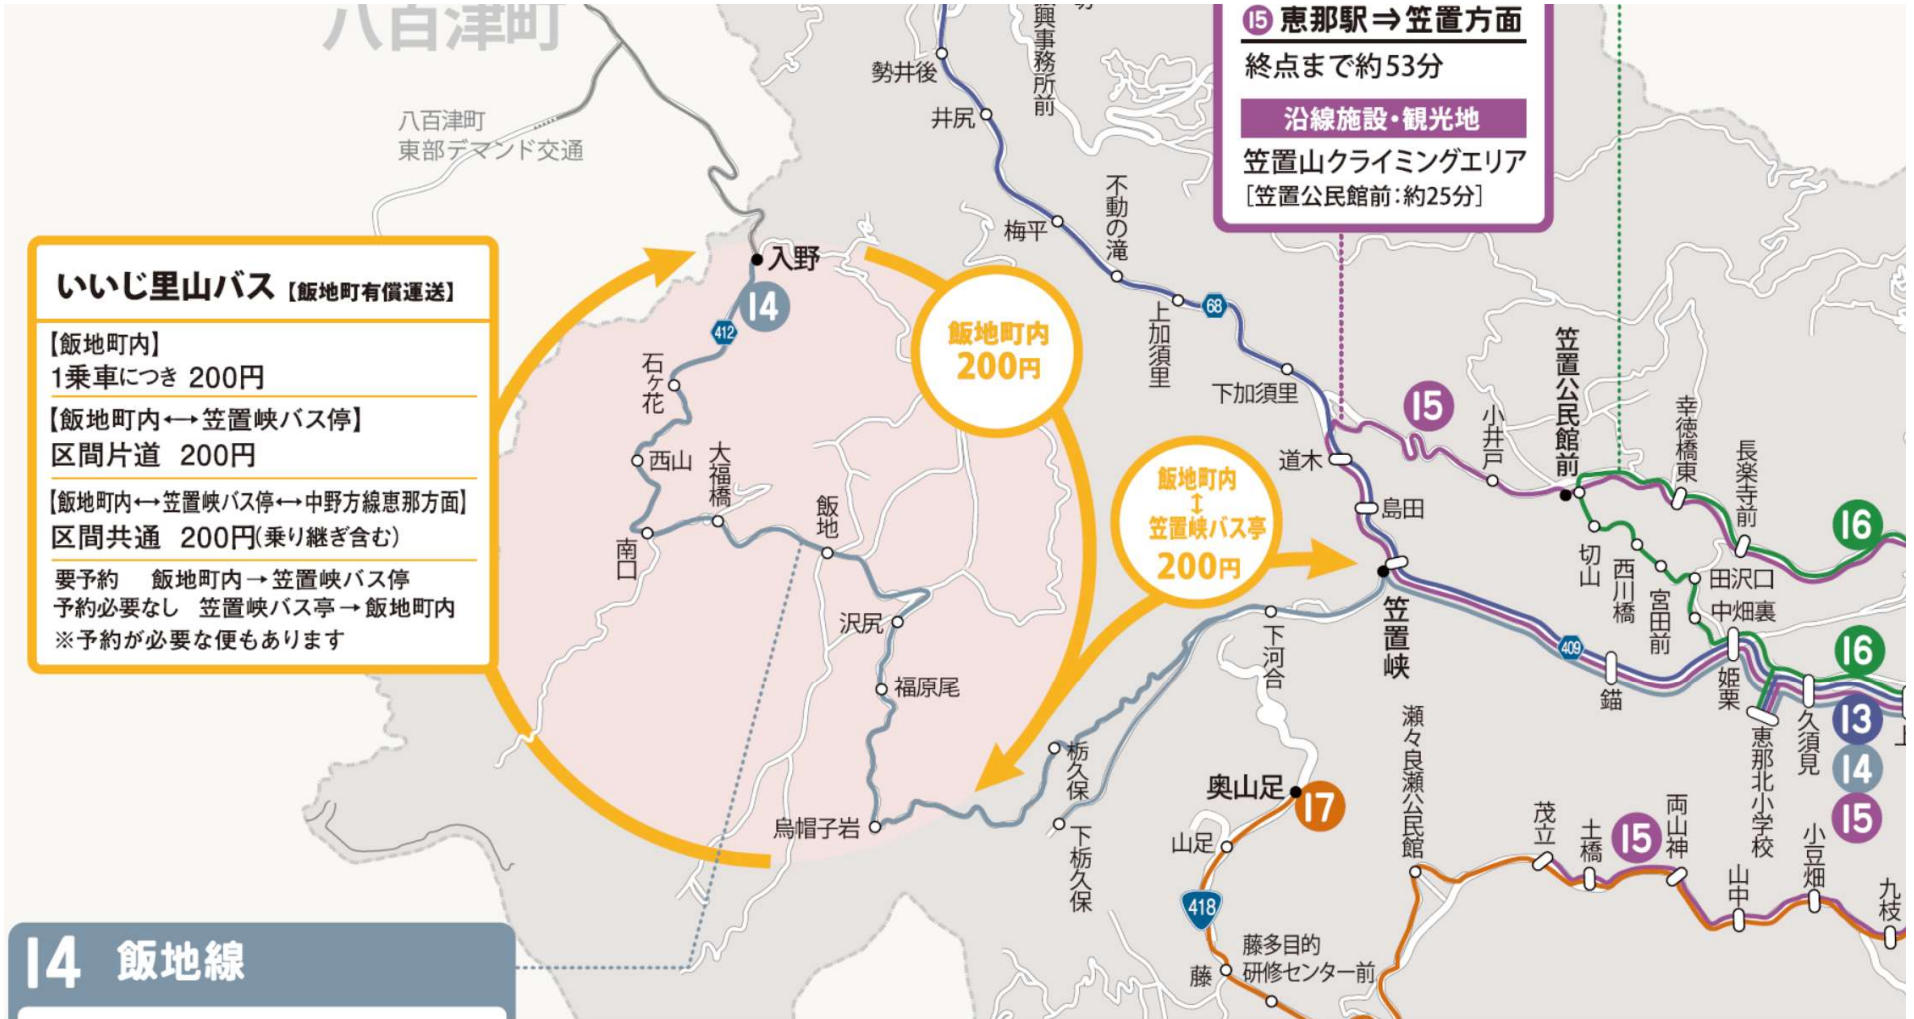 八百津町
八百津町
東部デマンド交通
いいじ里山バス【飯地町有償運送】
【飯地町内】
1乗車につき 200円
【飯地町内←→笠置峡バス停】
区間片道 200円
【飯地町内←→笠置峡バス停←→中野方線恵那方面】
区間共通 200円(乗り継ぎ含む)
要予約 飯地町内→笠置峡バス停
予約必要なし 笠置峡バス亭→飯地町内
※予約が必要な便もあります
14 飯地線
入野
14
412
石ヶ花
西山
大福橋
南口
飯地
沢尻
福原尾
烏帽子岩
飯地町内
200円
飯地町内
↕
笠置峡バス亭
200円
勢井後
井尻
興事務所前
梅平
不動の滝
上加須里
68
下加須里
道木
島田
笠置峡
下河合
栃久保
下栃久保
15 恵那駅⇒笠置方面
終点まで約53分
沿線施設・観光地
笠置山クライミングエリア
[笠置公民館前:約25分]
15
小井戸
笠置公民館前
幸徳橋東
長楽寺前
16
切山
西川橋
宮田前
田沢口
中畑裏
409
錨
姫栗
恵那北小学校
久須見
16
13
14
15
上
奥山足
17
山足
418
藤
藤多目的
研修センター前
瀬々良瀬公民館
茂立
土橋
15
両山神
山中
小豆畑
九枝